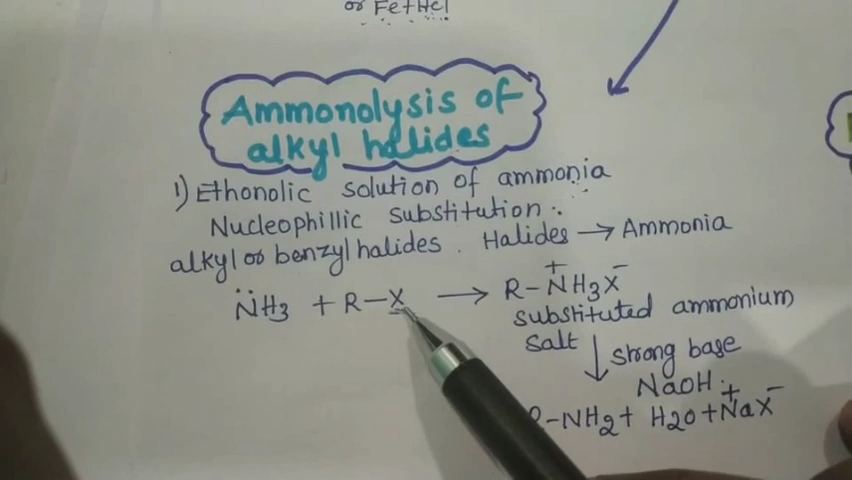 or Fe+HCl
Ammonolysis of
alkyl halides
1) Ethonolic solution of ammonia
Nucleophillic substitution.
alkyl or benzyl halides. Halides → Ammonia
N̈H3 + R-X → R-N⁺H3X⁻
substituted ammonium
salt ↓ strong base
NaOH
R-NH2 + H2O + Na⁺X⁻